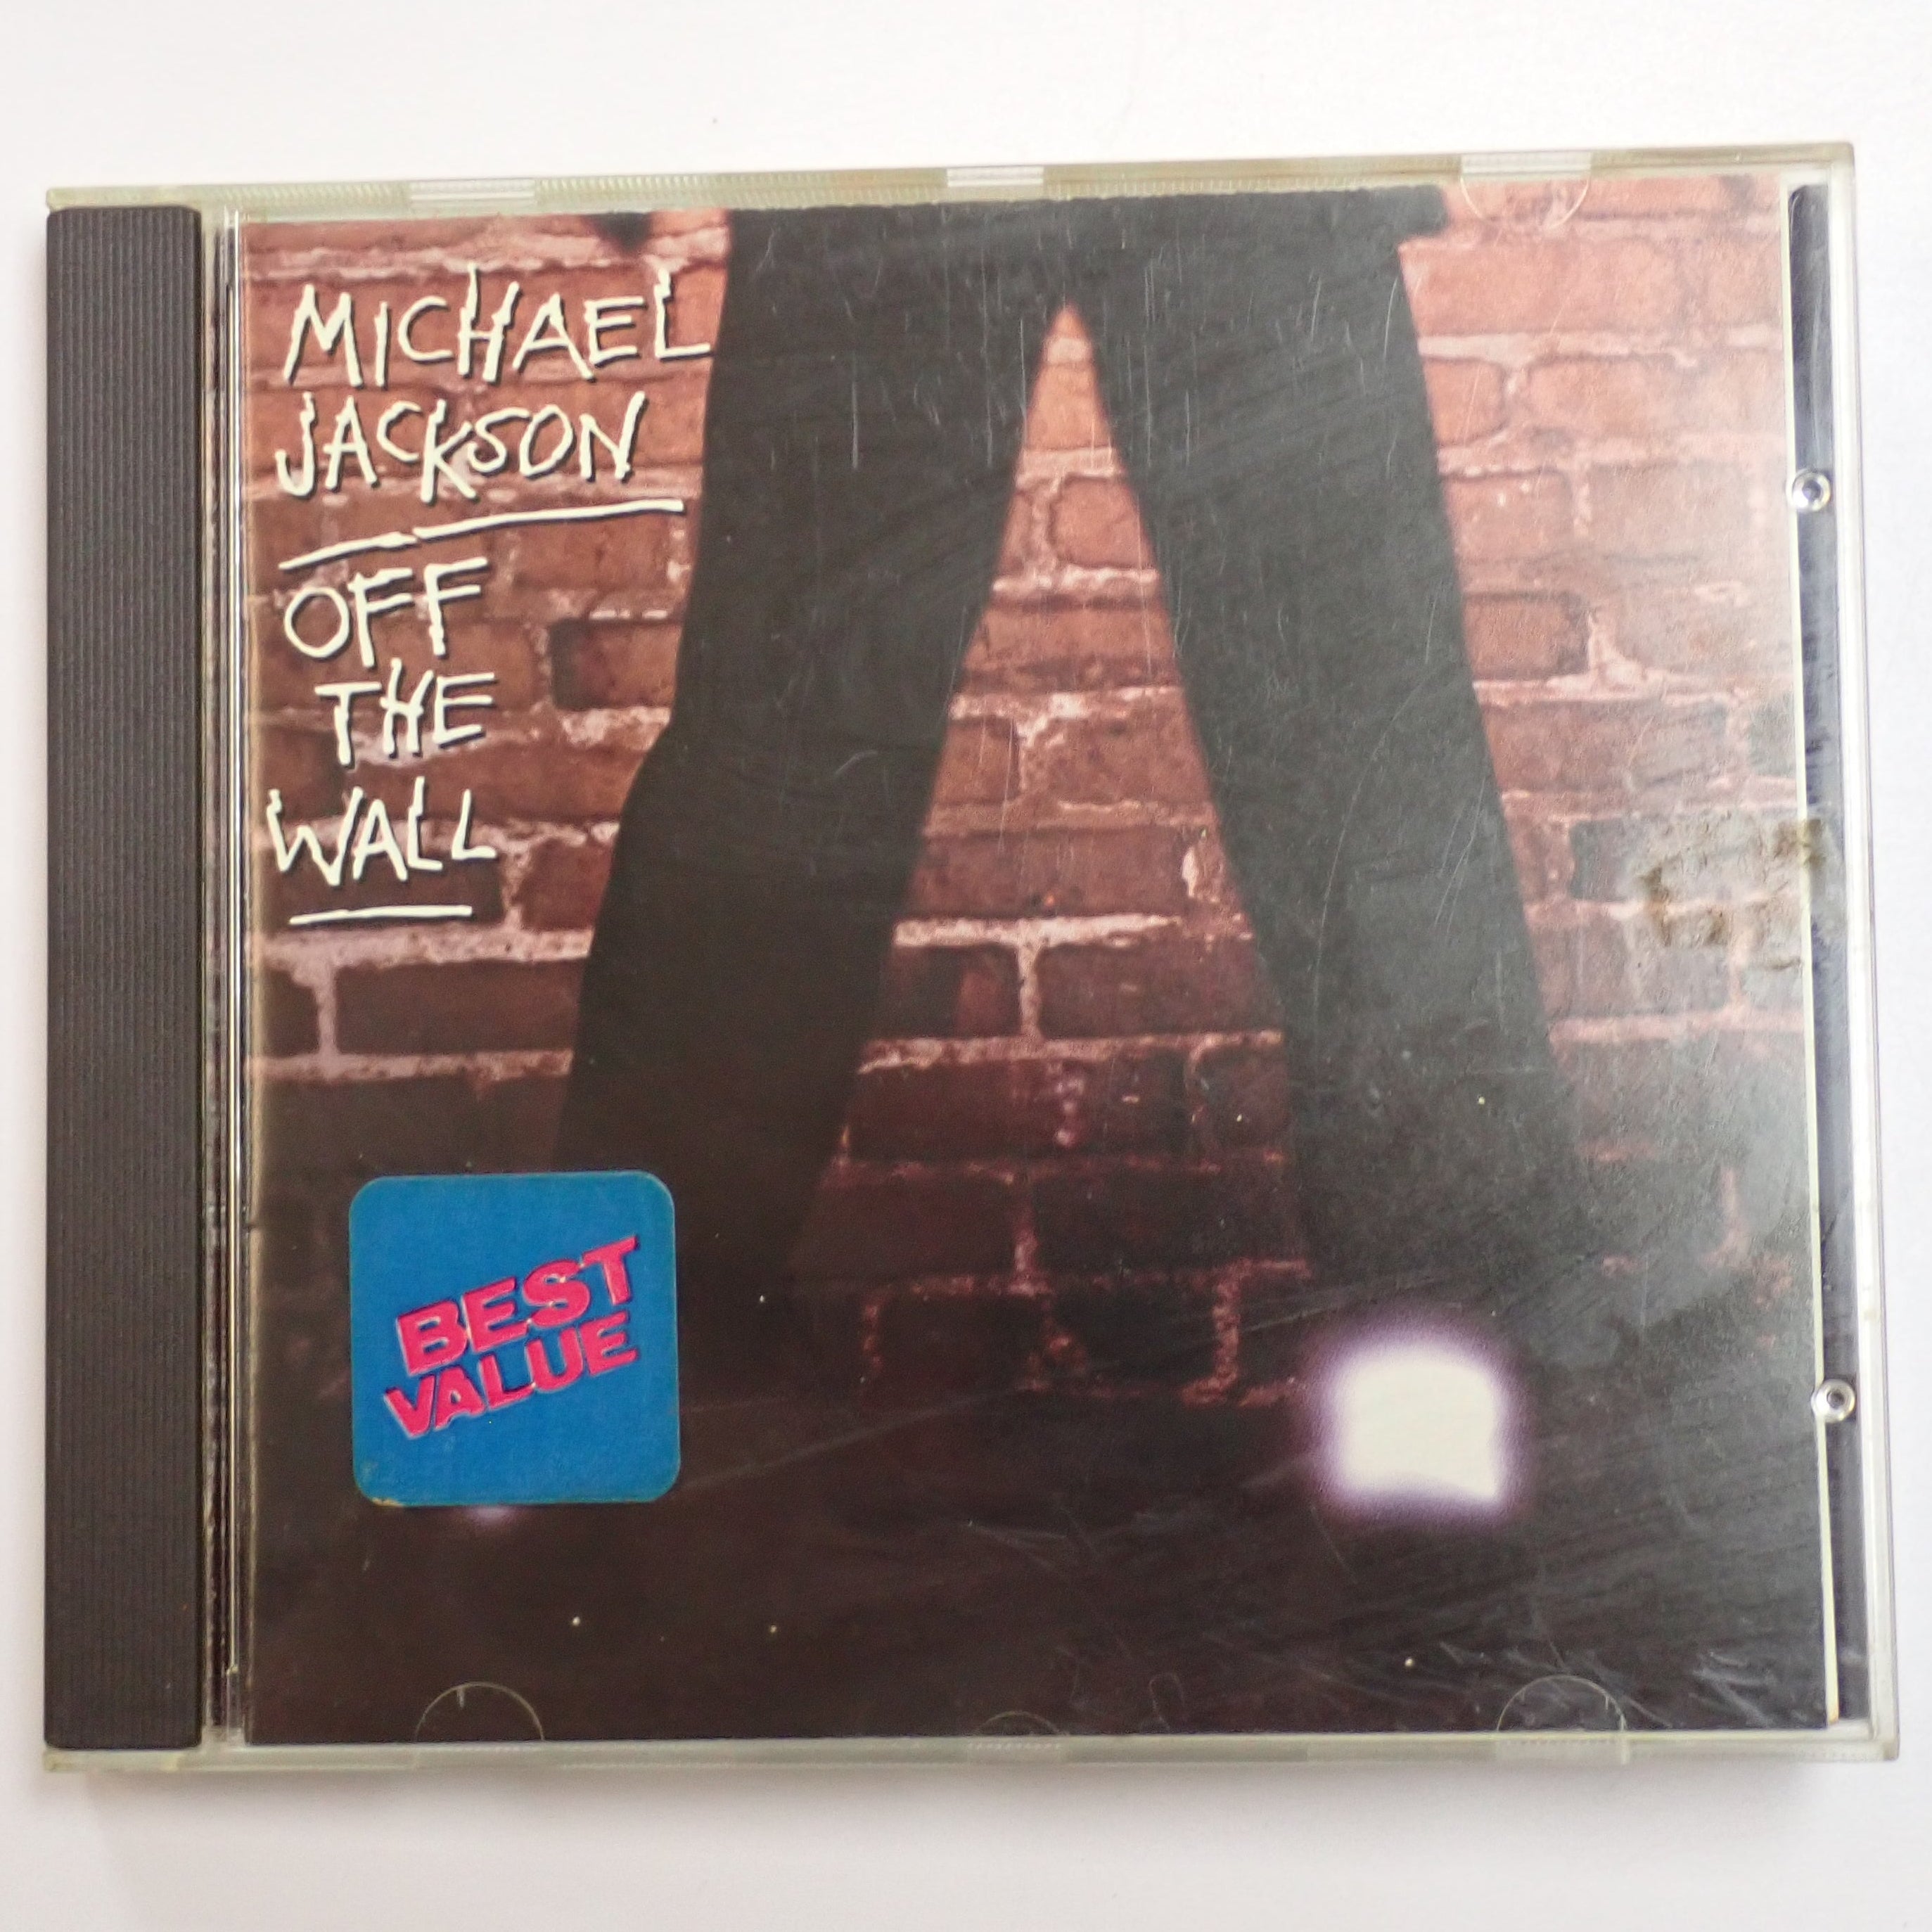 MICHAEL
JACKSON
OFF
THE
WALL
BEST
VALUE